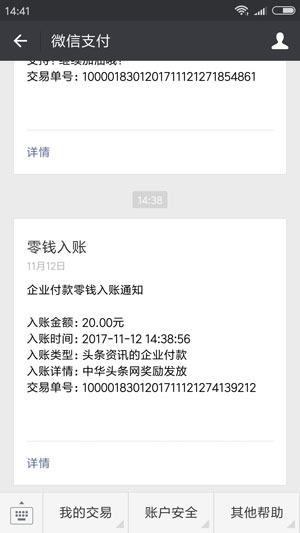 14:41
微信支付
支持！继续加油哦！
交易单号：1000018301201711121271854861
详情
14:38
零钱入账
11月12日
企业付款零钱入账通知
入账金额：20.00元
入账时间：2017-11-12 14:38:56
入账类型：头条资讯的企业付款
入账详情：中华头条网奖励发放
交易单号：1000018301201711121274139212
详情
我的交易
账户安全
其他帮助